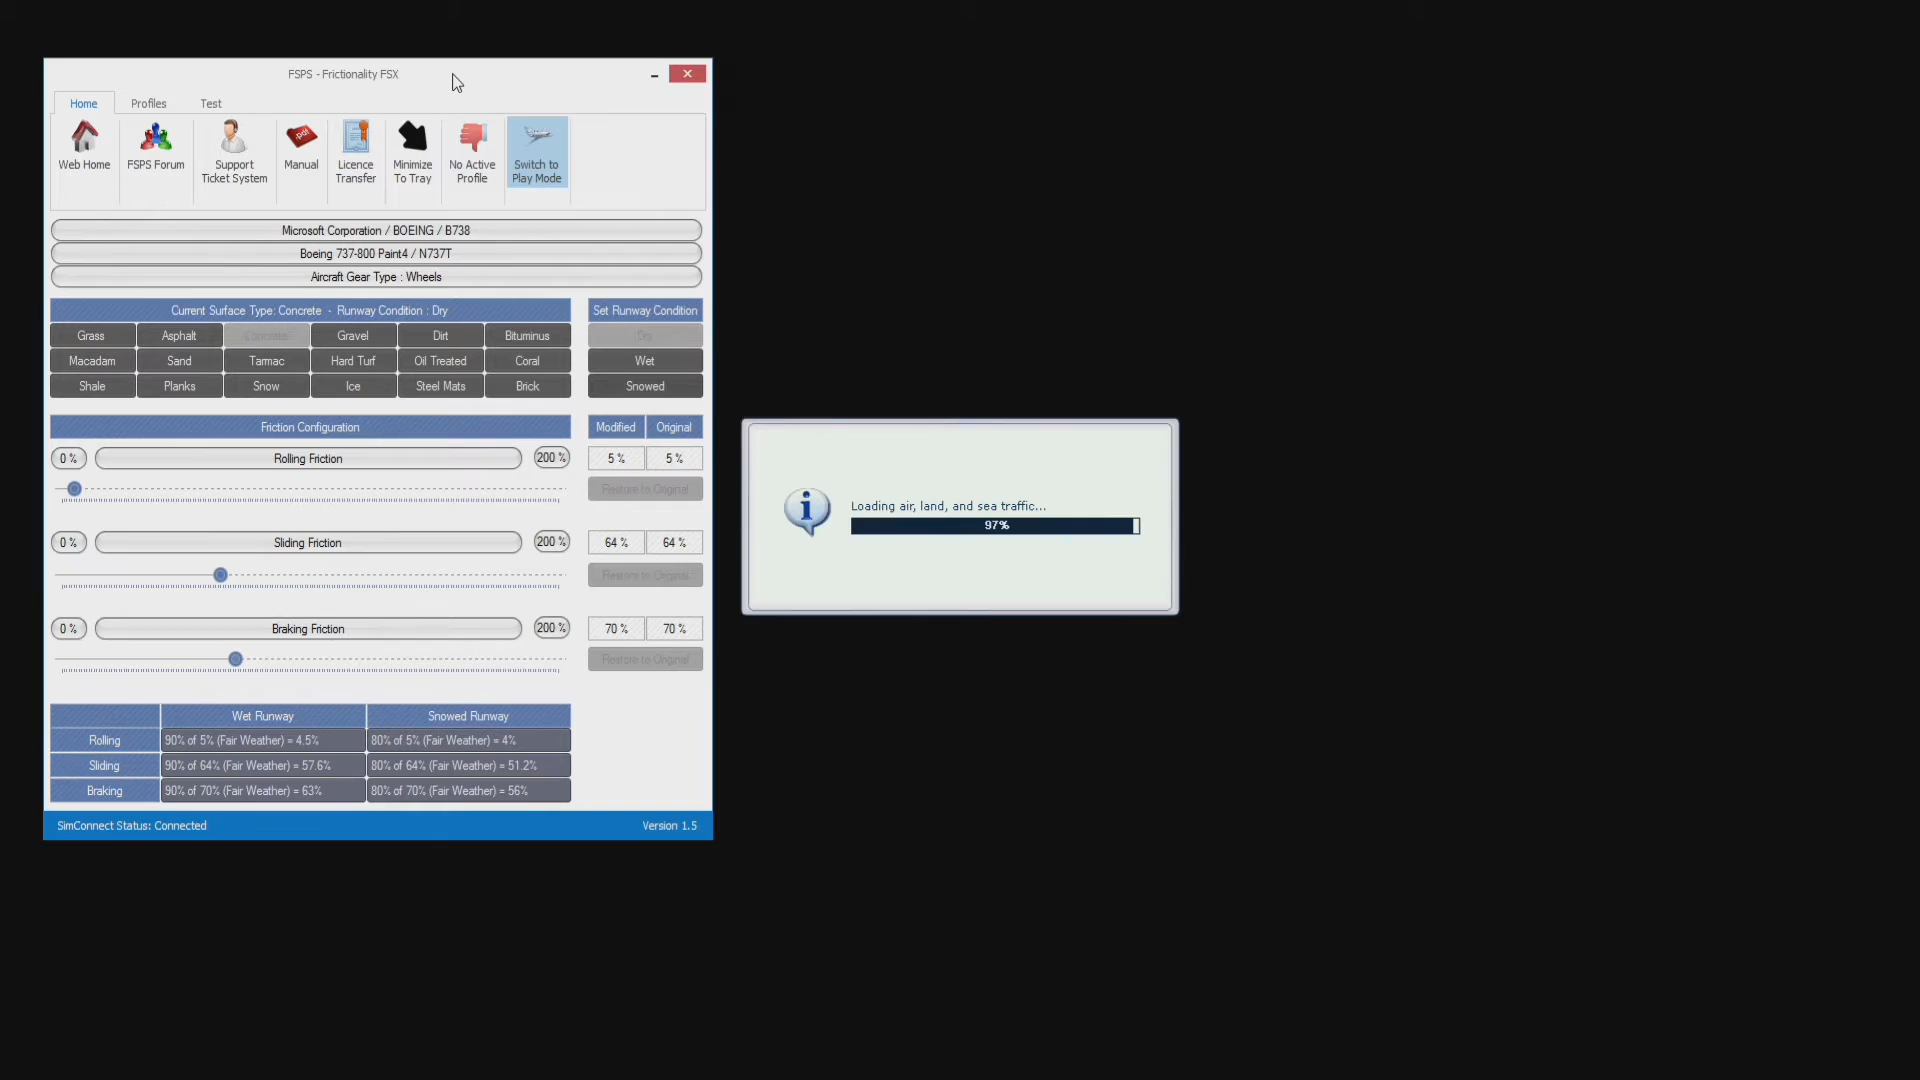 FSPS - Frictionality FSX
Home Profiles Test
Web Home
FSPS Forum
Support
Ticket System
.pdf
Manual
Licence
Transfer
Minimize
To Tray
No Active
Profile
Switch to
Play Mode
Microsoft Corporation / BOEING / B738
Boeing 737-800 Paint4 / N737T
Aircraft Gear Type : Wheels
Current Surface Type: Concrete - Runway Condition : Dry
Set Runway Condition
Grass Asphalt Concrete Gravel Dirt Bituminus
Dry
Macadam Sand Tarmac Hard Turf Oil Treated Coral
Wet
Shale Planks Snow Ice Steel Mats Brick
Snowed
Friction Configuration
Modified Original
0 % Rolling Friction 200 % 5 % 5 %
Restore to Original
0 % Sliding Friction 200 % 64 % 64 %
Restore to Original
0 % Braking Friction 200 % 70 % 70 %
Restore to Original
Wet Runway Snowed Runway
Rolling 90% of 5% (Fair Weather) = 4.5% 80% of 5% (Fair Weather) = 4%
Sliding 90% of 64% (Fair Weather) = 57.6% 80% of 64% (Fair Weather) = 51.2%
Braking 90% of 70% (Fair Weather) = 63% 80% of 70% (Fair Weather) = 56%
SimConnect Status: Connected
Version 1.5
Loading air, land, and sea traffic...
97%